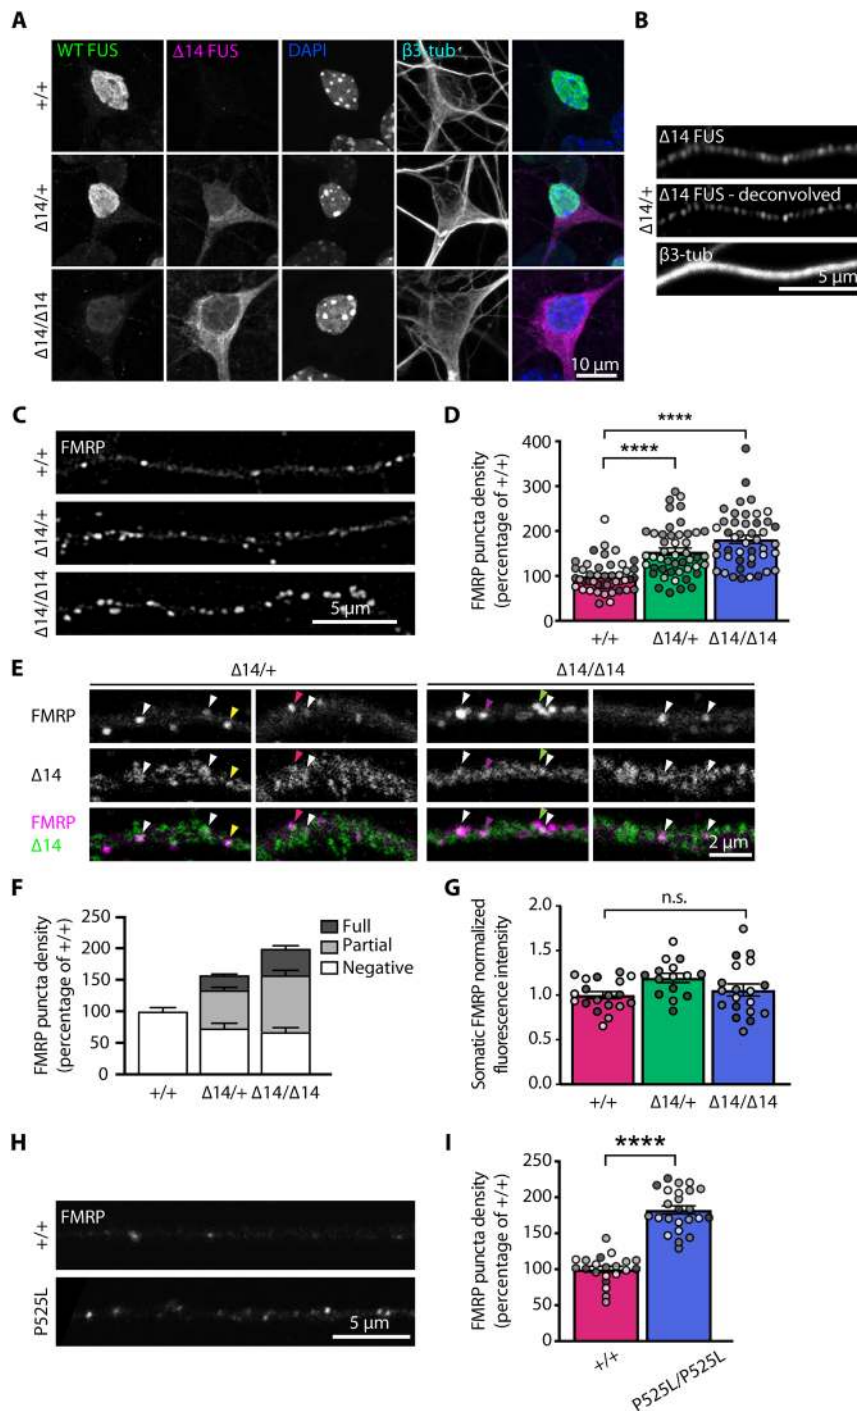 A
B
WT FUS
Δ14 FUS
DAPI
β3-tub
+/+
Δ14/+
Δ14/Δ14
10 μm
Δ14/+
Δ14 FUS
Δ14 FUS - deconvolved
β3-tub
5 μm
C
FMRP
+/+
Δ14/+
Δ14/Δ14
5 μm
D
FMRP puncta density
(percentage of +/+)
400
300
200
100
0
****
****
+/+
Δ14/+
Δ14/Δ14
E
Δ14/+
Δ14/Δ14
FMRP
Δ14
FMRP
Δ14
2 μm
F
FMRP puncta density
(percentage of +/+)
250
200
150
100
50
0
Full
Partial
Negative
+/+
Δ14/+
Δ14/Δ14
G
Somatic FMRP normalized
fluorescence intensity
2.0
1.5
1.0
0.5
0.0
n.s.
+/+
Δ14/+
Δ14/Δ14
H
FMRP
+/+
P525L
5 μm
I
FMRP puncta density
(percentage of +/+)
250
200
150
100
50
0
****
+/+
P525L/P525L